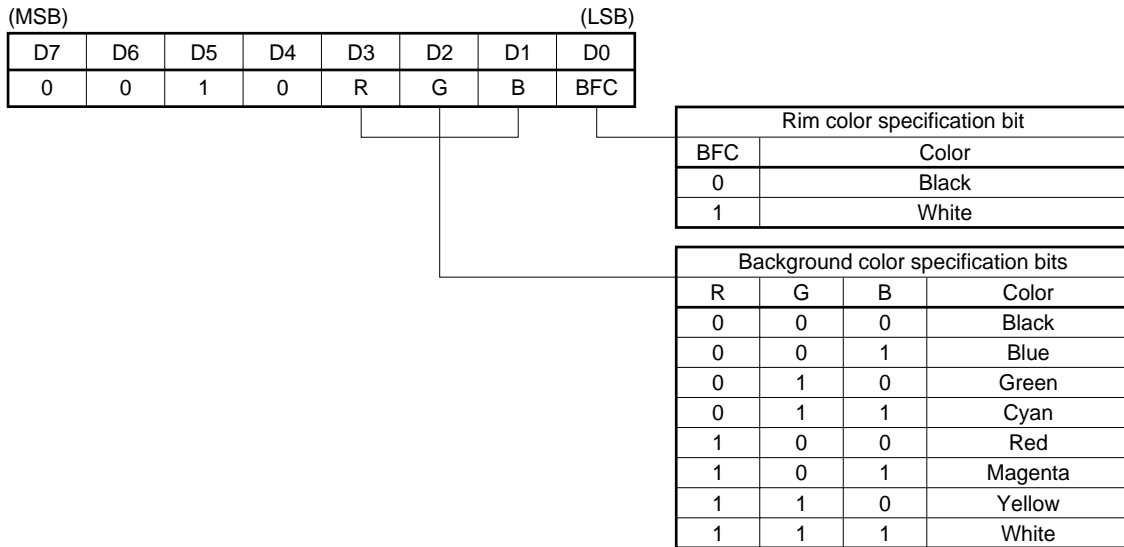 (MSB) (LSB)
D7 D6 D5 D4 D3 D2 D1 D0
0 0 1 0 R G B BFC
Rim color specification bit
BFC Color
0 Black
1 White
Background color specification bits
R G B Color
0 0 0 Black
0 0 1 Blue
0 1 0 Green
0 1 1 Cyan
1 0 0 Red
1 0 1 Magenta
1 1 0 Yellow
1 1 1 White